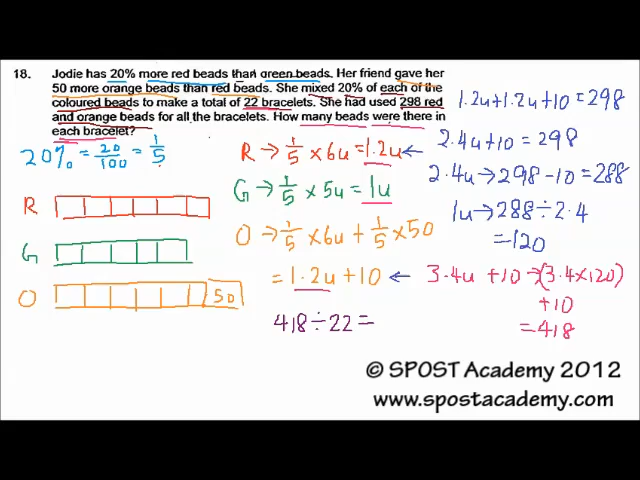 18. Jodie has 20% more red beads than green beads. Her friend gave her
50 more orange beads than red beads. She mixed 20% of each of the
coloured beads to make a total of 22 bracelets. She had used 298 red
and orange beads for all the bracelets. How many beads were there in
each bracelet?
20% = 20/100 = 1/5
R
G
O 50
R → 1/5 × 6u = 1.2u ←
G → 1/5 × 5u = 1u
O → 1/5 × 6u + 1/5 × 50
= 1.2u + 10 ←
418 ÷ 22 =
1.2u + 1.2u + 10 = 298
2.4u + 10 = 298
2.4u → 298 - 10 = 288
1u → 288 ÷ 2.4
= 120
3.4u + 10 → (3.4 × 120)
+ 10
= 418
© SPOST Academy 2012
www.spostacademy.com